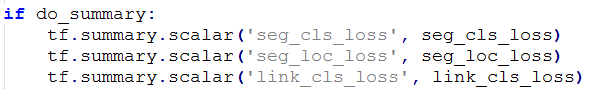 if do_summary:
    tf.summary.scalar('seg_cls_loss', seg_cls_loss)
    tf.summary.scalar('seg_loc_loss', seg_loc_loss)
    tf.summary.scalar('link_cls_loss', link_cls_loss)